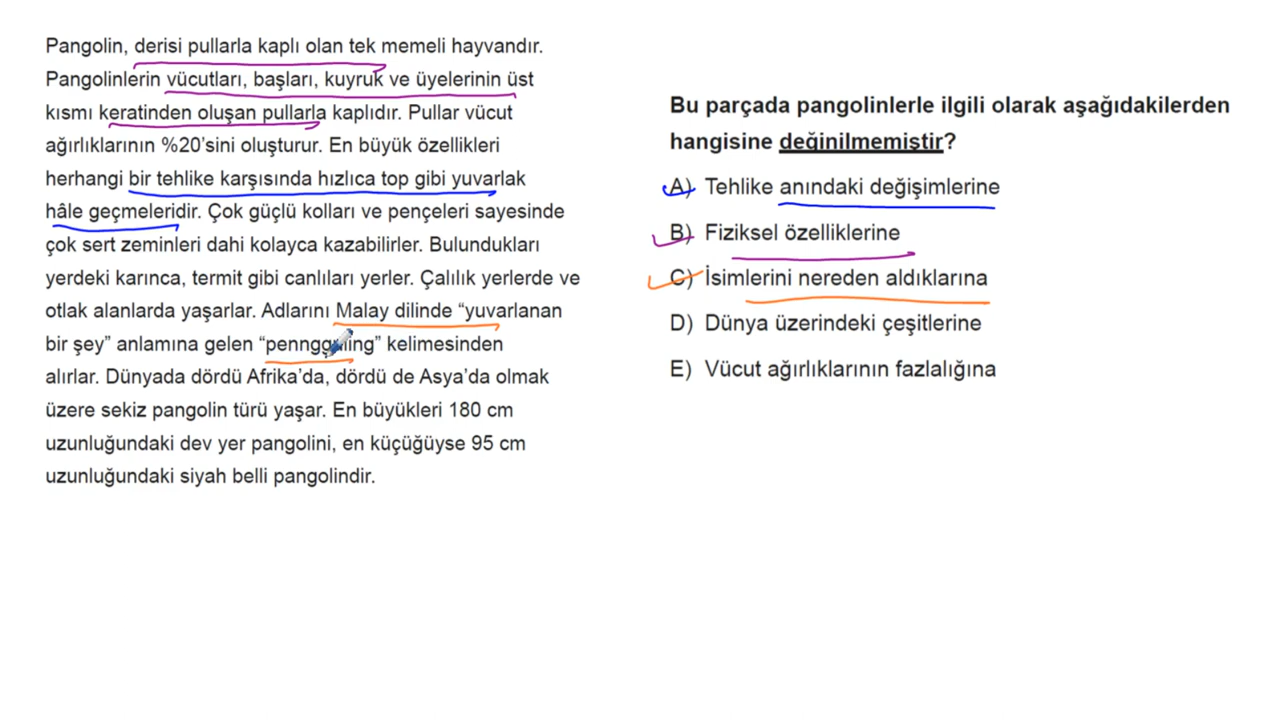 Pangolin, derisi pullarla kaplı olan tek memeli hayvandır.
Pangolinlerin vücutları, başları, kuyruk ve üyelerinin üst
kısmı keratinden oluşan pullarla kaplıdır. Pullar vücut
ağırlıklarının %20’sini oluşturur. En büyük özellikleri
herhangi bir tehlike karşısında hızlıca top gibi yuvarlak
hâle geçmeleridir. Çok güçlü kolları ve pençeleri sayesinde
çok sert zeminleri dahi kolayca kazabilirler. Bulundukları
yerdeki karınca, termit gibi canlıları yerler. Çalılık yerlerde ve
otlak alanlarda yaşarlar. Adlarını Malay dilinde “yuvarlanan
bir şey” anlamına gelen kelimesinden
alırlar. Dünyada dördü Afrika’da, dördü de Asya’da olmak
üzere sekiz pangolin türü yaşar. En büyükleri 180 cm
uzunluğundaki dev yer pangolini, en küçüğüyse 95 cm
uzunluğundaki siyah belli pangolindir.
Bu parçada pangolinlerle ilgili olarak aşağıdakilerden
hangisine değinilmemiştir?
A) Tehlike anındaki değişimlerine
B) Fiziksel özelliklerine
C) İsimlerini nereden aldıklarına
D) Dünya üzerindeki çeşitlerine
E) Vücut ağırlıklarının fazlalığına